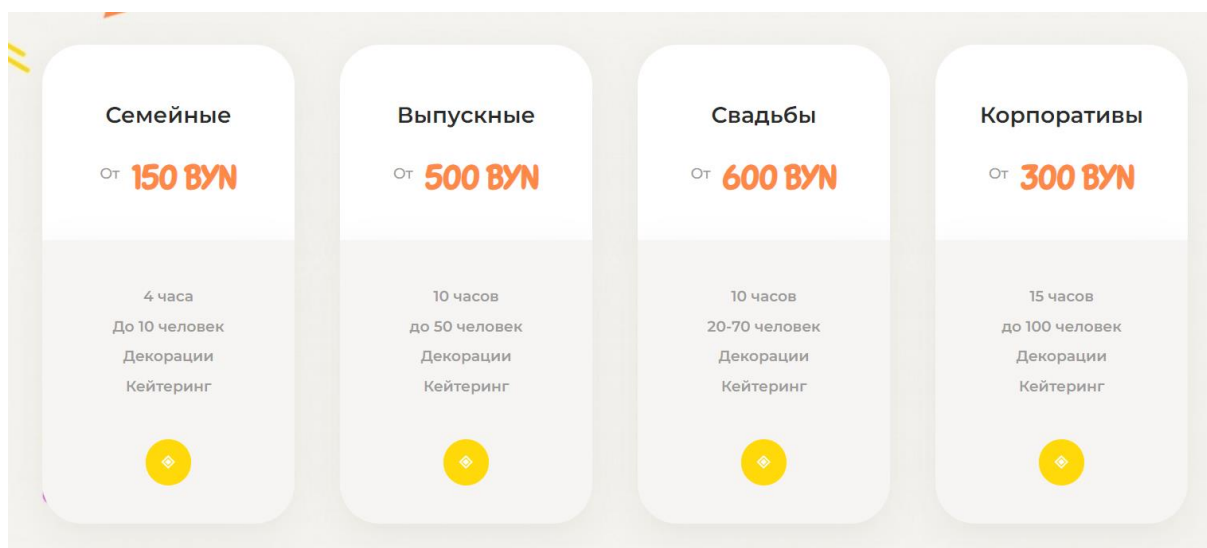 Семейные
От 150 BYN
4 часа
До 10 человек
Декорации
Кейтеринг
Выпускные
От 500 BYN
10 часов
до 50 человек
Декорации
Кейтеринг
Свадьбы
От 600 BYN
10 часов
20-70 человек
Декорации
Кейтеринг
Корпоративы
От 300 BYN
15 часов
до 100 человек
Декорации
Кейтеринг